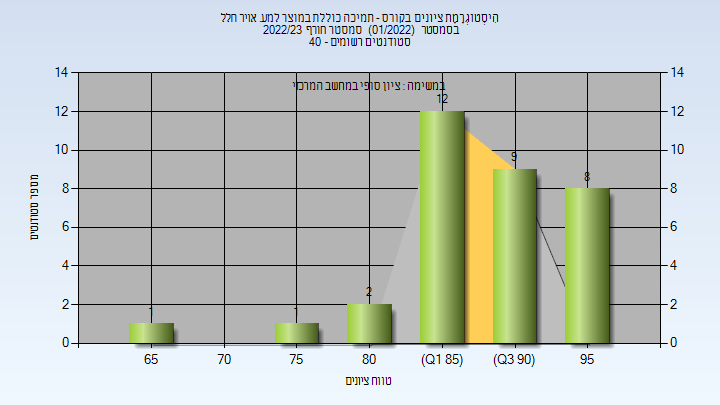 הִיסְטוֹגְרָמַת ציונים בקורס - תמיכה כוללת במוצר למע. אויר חלל
בסמסטר (01/2022) סמסטר חורף 2022/23
סטודנטים רשומים - 40
במשימה : ציון סופי במחשב המרכזי
14 14
12 12
10 10
8 8
6 6
4 4
2 2
0 0
1 1 2 12 9 8
65 70 75 80 (Q1 85) (Q3 90) 95
מספר סטודנטים
טווח ציונים